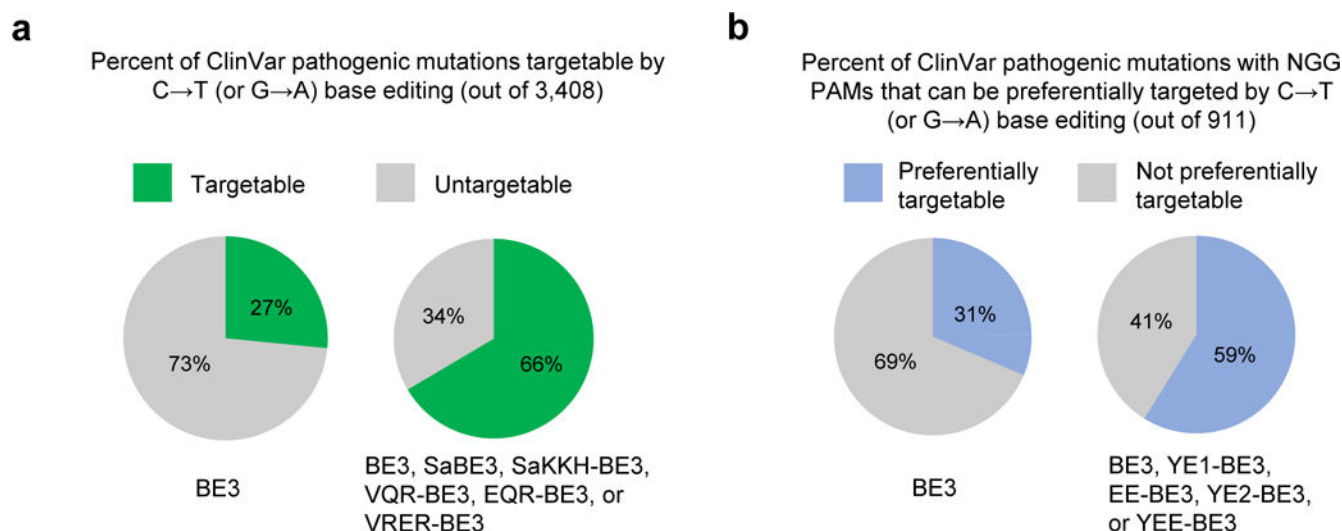 a
Percent of ClinVar pathogenic mutations targetable by
C→T (or G→A) base editing (out of 3,408)
Targetable
Untargetable
27%
73%
34%
66%
BE3
BE3, SaBE3, SaKKH-BE3,
VQR-BE3, EQR-BE3, or
VRER-BE3
b
Percent of ClinVar pathogenic mutations with NGG
PAMs that can be preferentially targeted by C→T
(or G→A) base editing (out of 911)
Preferentially
targetable
Not preferentially
targetable
31%
69%
41%
59%
BE3
BE3, YE1-BE3,
EE-BE3, YE2-BE3,
or YEE-BE3